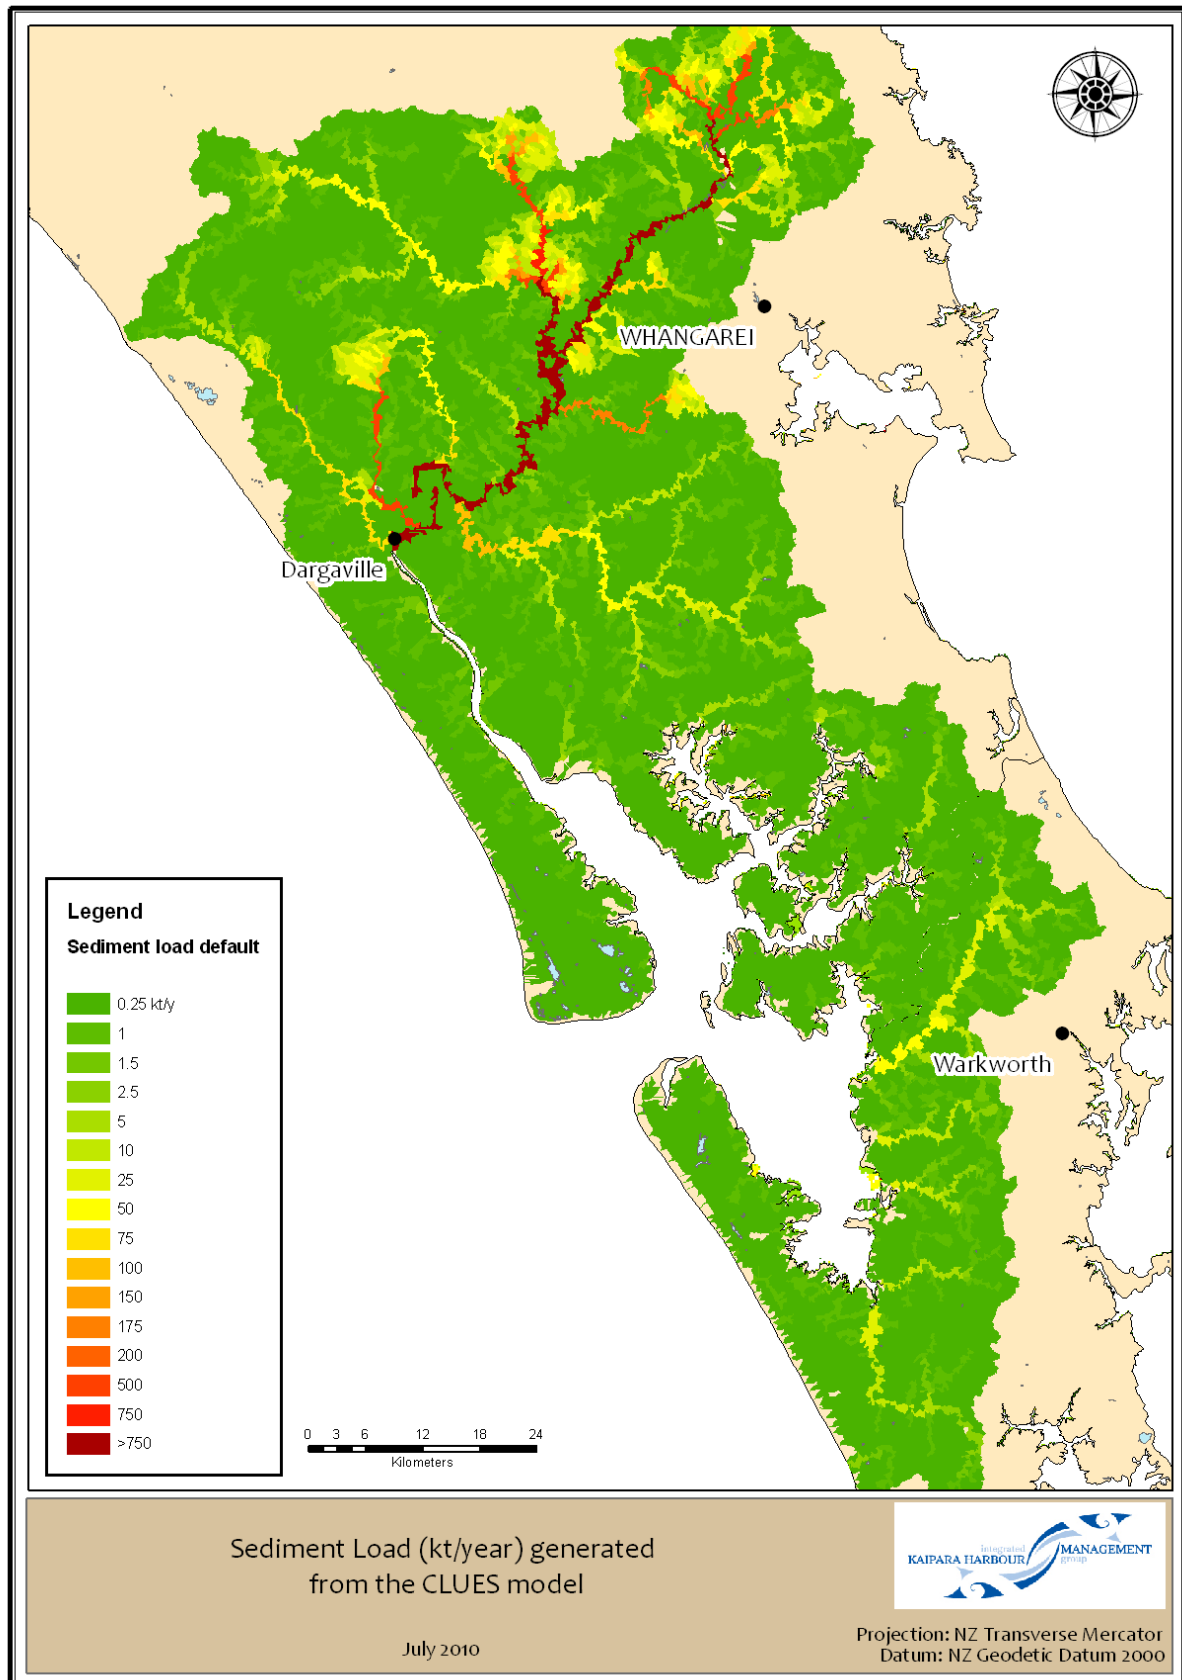 WHANGAREI
Dargaville
Warkworth
Legend
Sediment load default
0.25 kt/y
1
1.5
2.5
5
10
25
50
75
100
150
175
200
500
750
>750
0 3 6 12 18 24
Kilometers
Sediment Load (kt/year) generated
from the CLUES model
July 2010
integrated
KAIPARA HARBOUR MANAGEMENT
group
Projection: NZ Transverse Mercator
Datum: NZ Geodetic Datum 2000